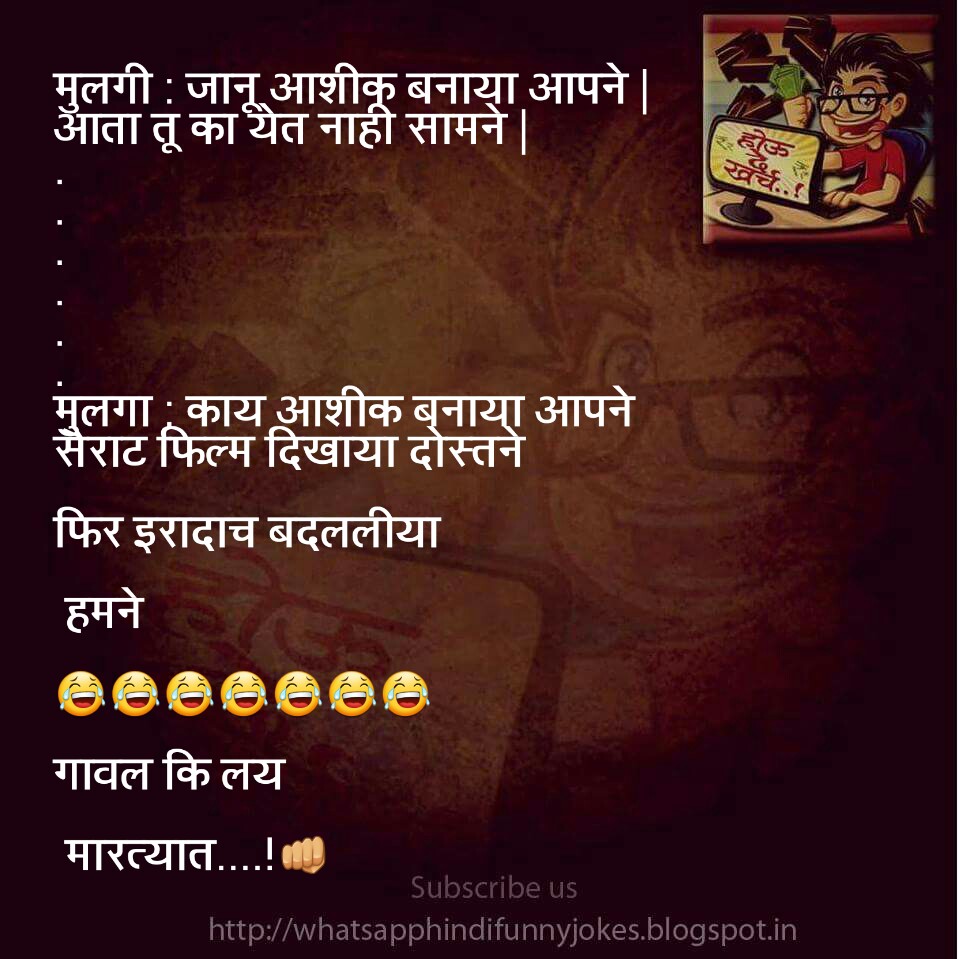 मुलगी : जानू आशीक बनाया आपने |
आता तू का येत नाही सामने |
.
.
.
.
.
.
मुलगा : काय आशीक बनाया आपने
सैराट फिल्म दिखाया दोस्तने
फिर इरादाच बदललीया
हमने
😂😂😂😂😂😂😂
गावल कि लय
मारत्यात....!👊
होऊ
दे
खर्च..!
Subscribe us
http://whatsapphindifunnyjokes.blogspot.in